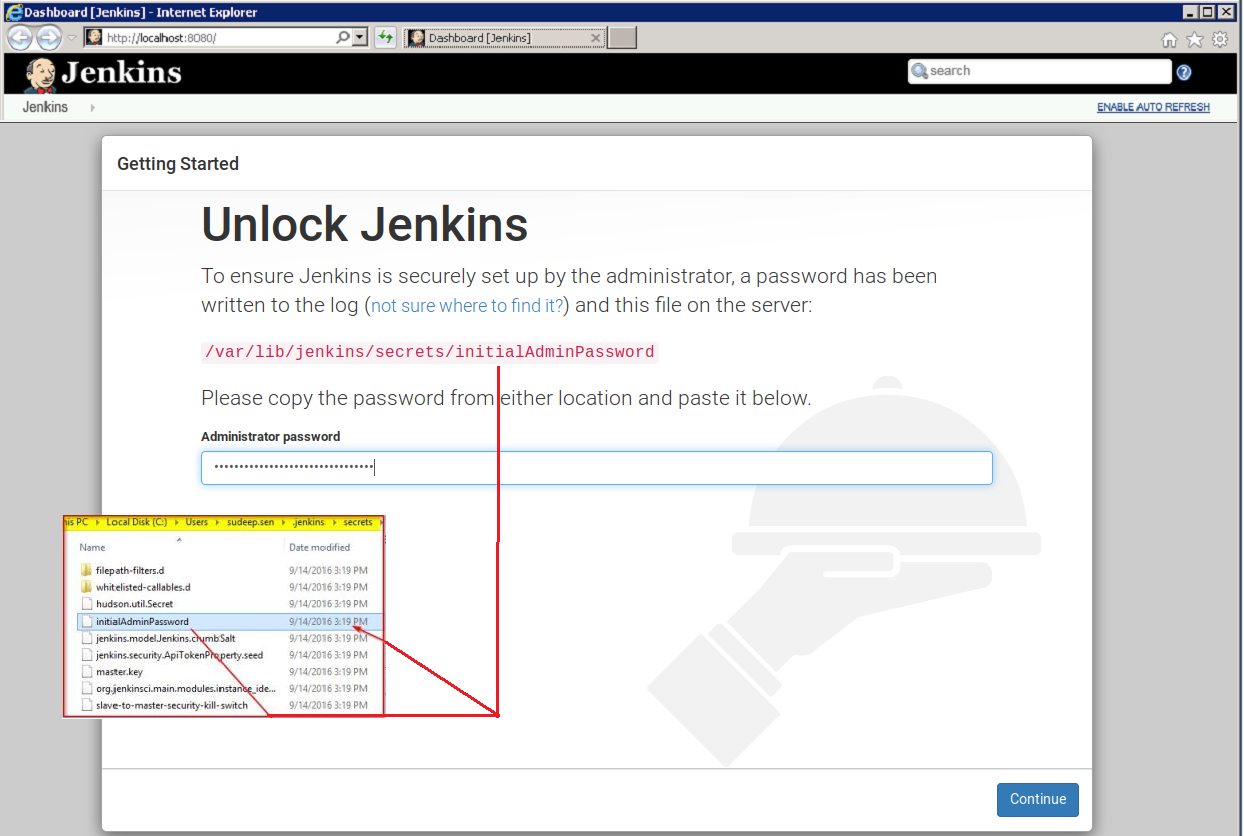 Dashboard [Jenkins] - Internet Explorer
http://localhost:8080/
Dashboard [Jenkins]
Jenkins
search
Jenkins
ENABLE AUTO REFRESH
Getting Started
Unlock Jenkins
To ensure Jenkins is securely set up by the administrator, a password has been
written to the log (not sure where to find it?) and this file on the server:
/var/lib/jenkins/secrets/initialAdminPassword
Please copy the password from either location and paste it below.
Administrator password
••••••••••••••••••••••••••••••••
his PC Local Disk (C:) Users sudeep.sen .jenkins secrets
Name Date modified
filepath-filters.d 9/14/2016 3:19 PM
whitelisted-callables.d 9/14/2016 3:19 PM
hudson.util.Secret 9/14/2016 3:19 PM
initialAdminPassword 9/14/2016 3:19 PM
jenkins.model.Jenkins.crumbSalt 9/14/2016 3:19 PM
jenkins.security.ApiTokenProperty.seed 9/14/2016 3:19 PM
master.key 9/14/2016 3:19 PM
org.jenkinsci.main.modules.instance_ide... 9/14/2016 3:19 PM
slave-to-master-security-kill-switch 9/14/2016 3:19 PM
Continue